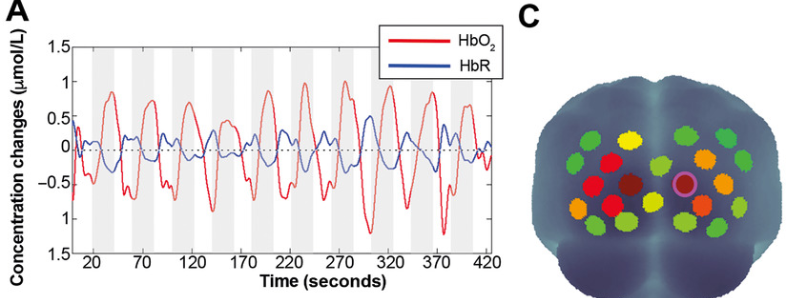 A
C
Concentration changes (μmol/L)
1.5
1
0.5
0
−0.5
1
1.5
HbO2
HbR
20 70 120 170 220 270 320 370 420
Time (seconds)